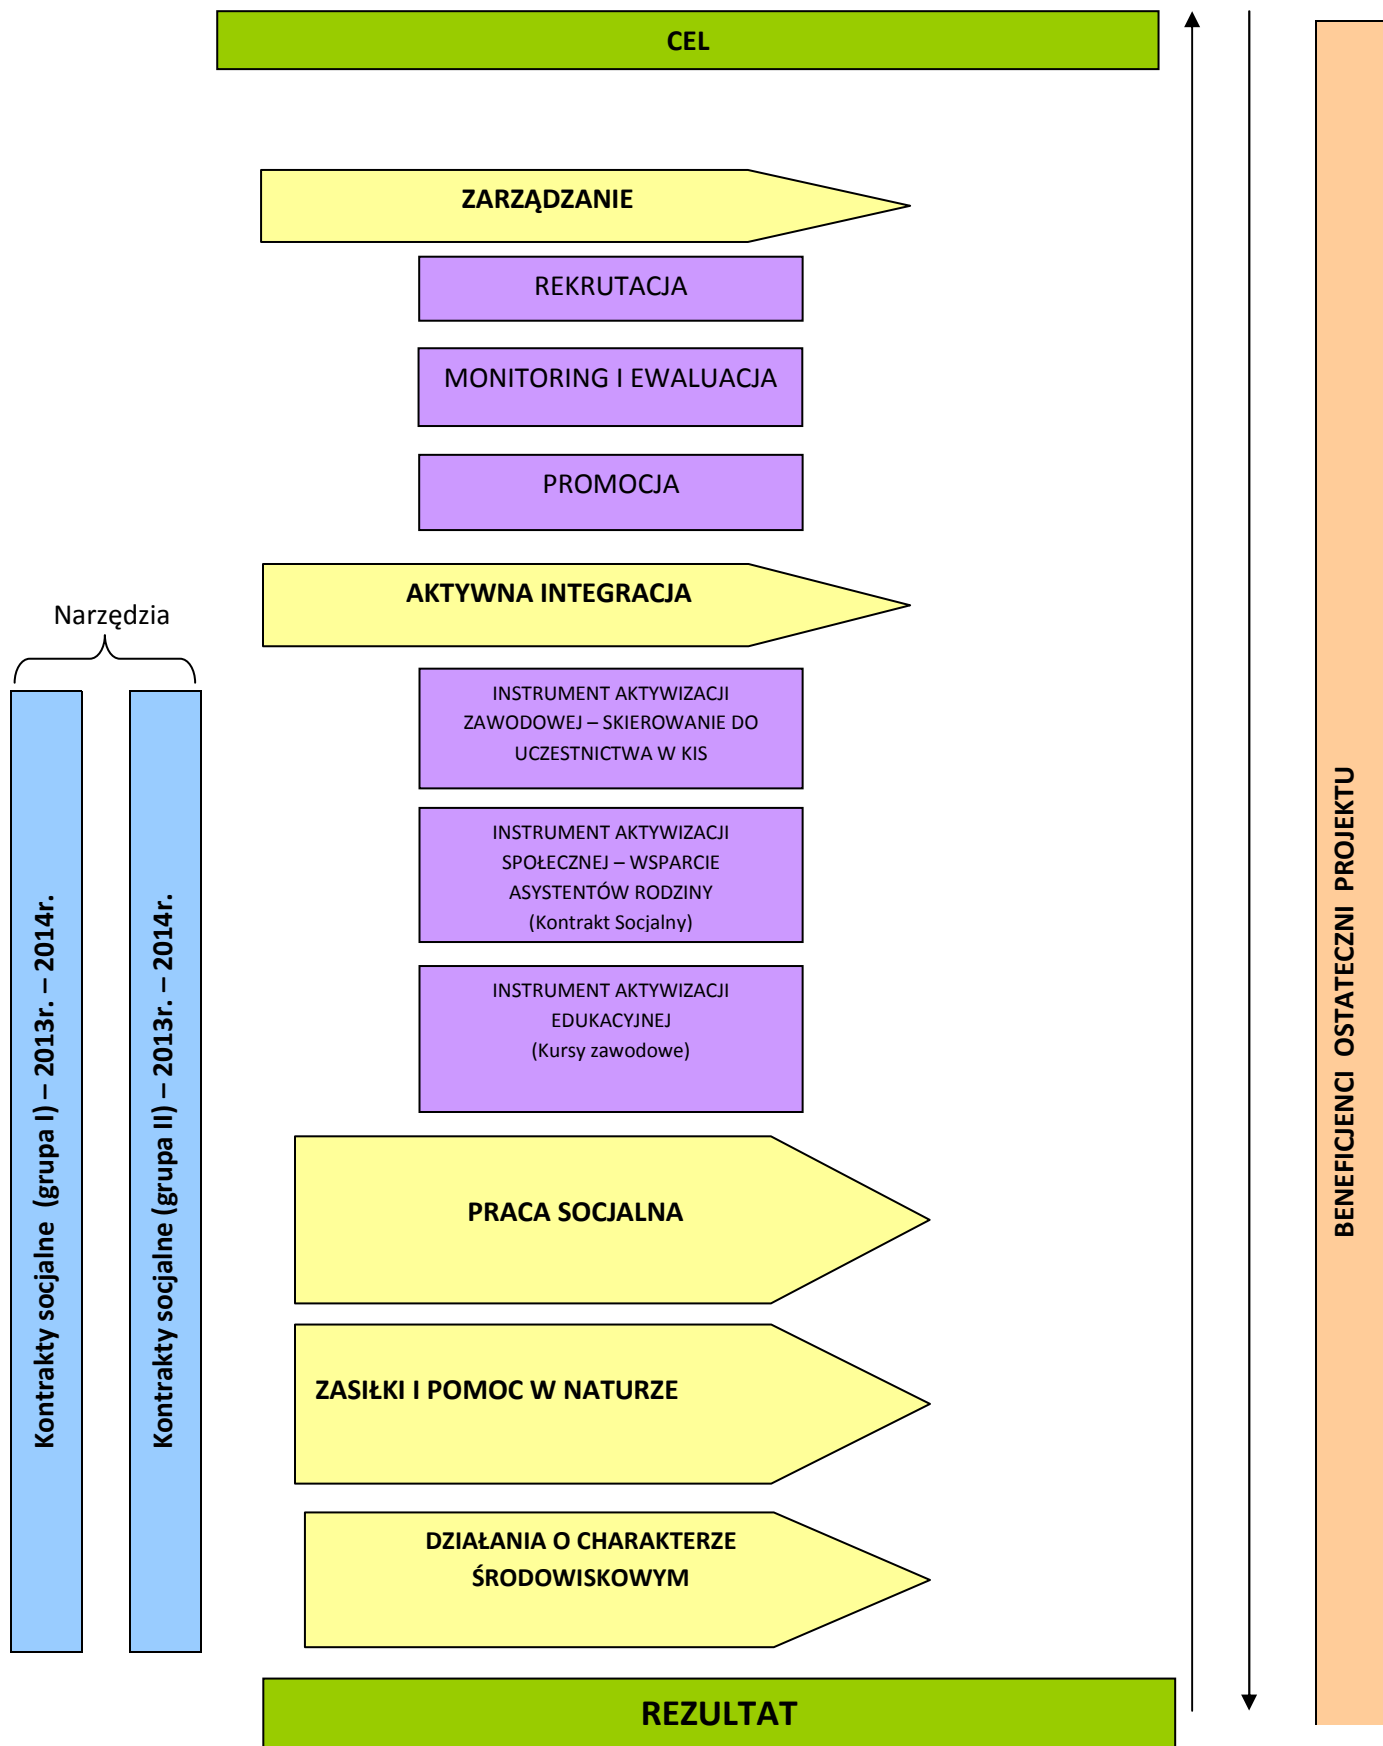 CEL
ZARZĄDZANIE
REKRUTACJA
MONITORING I EWALUACJA
PROMOCJA
AKTYWNA INTEGRACJA
Narzędzia
INSTRUMENT AKTYWIZACJI
ZAWODOWEJ – SKIEROWANIE DO
UCZESTNICTWA W KIS
INSTRUMENT AKTYWIZACJI
SPOŁECZNEJ – WSPARCIE
ASYSTENTÓW RODZINY
(Kontrakt Socjalny)
INSTRUMENT AKTYWIZACJI
EDUKACYJNEJ
(Kursy zawodowe)
Kontrakty socjalne (grupa I) – 2013r. – 2014r.
Kontrakty socjalne (grupa II) – 2013r. – 2014r.
PRACA SOCJALNA
ZASIŁKI I POMOC W NATURZE
DZIAŁANIA O CHARAKTERZE
ŚRODOWISKOWYM
REZULTAT
BENEFICJENCI OSTATECZNI PROJEKTU